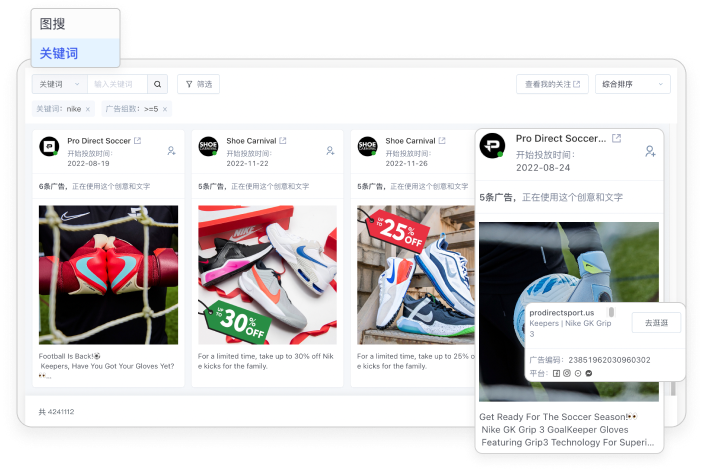 图搜
关键词
关键词
输入关键词
筛选
查看我的关注
综合排序
关键词：nike ×
广告组数：>=5 ×
Pro Direct Soccer
开始投放时间：
2022-08-19
6条广告，正在使用这个创意和文字
Football Is Back!
Keepers, Have You Got Your Gloves Yet?
...
SHOE
Shoe Carnival
开始投放时间：
2022-11-22
5条广告，正在使用这个创意和文字
UP TO
30%
OFF
For a limited time, take up to 30% off Nik
e kicks for the family.
SHOE
Shoe Carnival
开始投放时间：
2022-11-26
5条广告，正在使用这个创意和文字
UP TO
25%
OFF
For a limited time, take up to 25% o
e kicks for the family.
Pro Direct Soccer...
开始投放时间：
2022-08-24
5条广告，正在使用这个创意和文字
prodirectsport.us
Keepers | Nike GK Grip
3
去逛逛
广告编码：23851962030960302
平台：
Get Ready For The Soccer Season!
Nike GK Grip 3 GoalKeeper Gloves
Featuring Grip3 Technology For Superi...
共 4241112